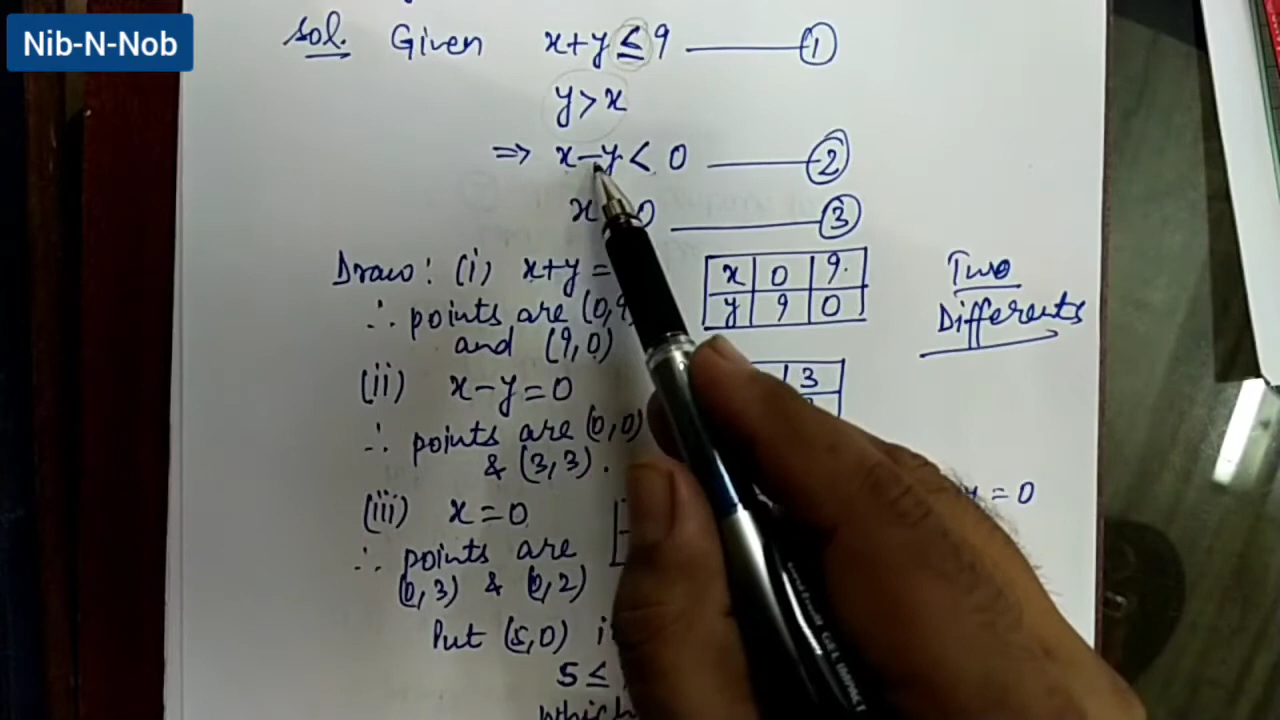 Nib-N-Nob
Sol. Given x+y ≤ 9 ——— ①
y > x
⇒ x-y < 0 ——— ②
x 0 ——— ③
Draw: (i) x+y =
x 0 9
y 9 0
∴ points are (0,9
and (9,0)
Two
Differents
(ii) x-y = 0
3
∴ points are (0,0)
& (3,3).
(iii) x = 0
= 0
∴ points are
(0,3) & (0,2)
Put (5,0)
5 ≤
which